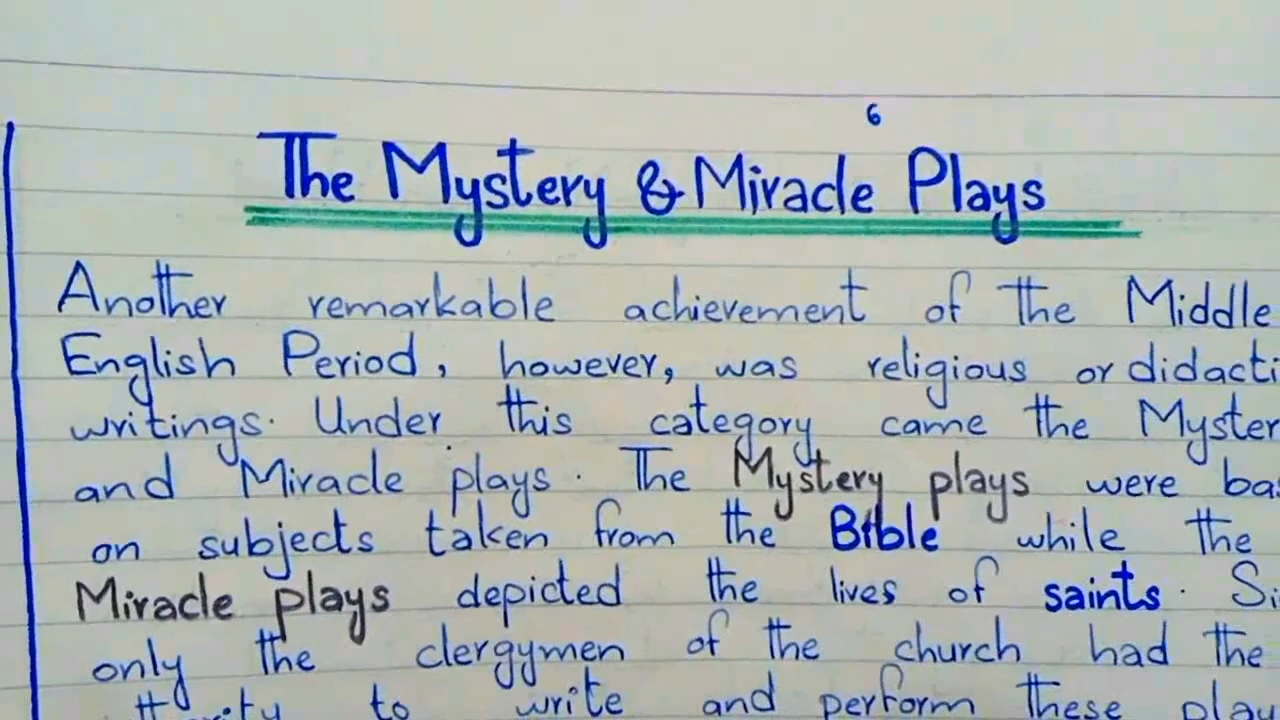 6
The Mystery & Miracle Plays
Another remarkable achievement of the Middle
English Period, however, was religious or didacti
writings. Under this category came the Myster
and Miracle plays. The Mystery plays were bas
on subjects taken from the Bible while the
Miracle plays depicted the lives of saints. Si
only the clergymen of the church had the
to write and perform these play